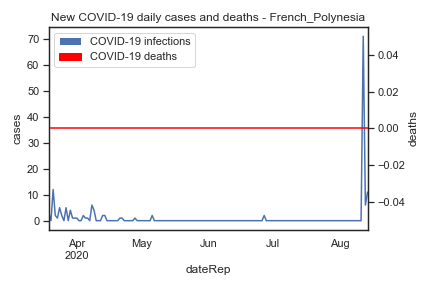 New COVID-19 daily cases and deaths - French_Polynesia
COVID-19 infections
COVID-19 deaths
70
60
50
40
30
20
10
0
cases
0.04
0.02
0.00
−0.02
−0.04
deaths
Apr
2020
May
Jun
Jul
Aug
dateRep